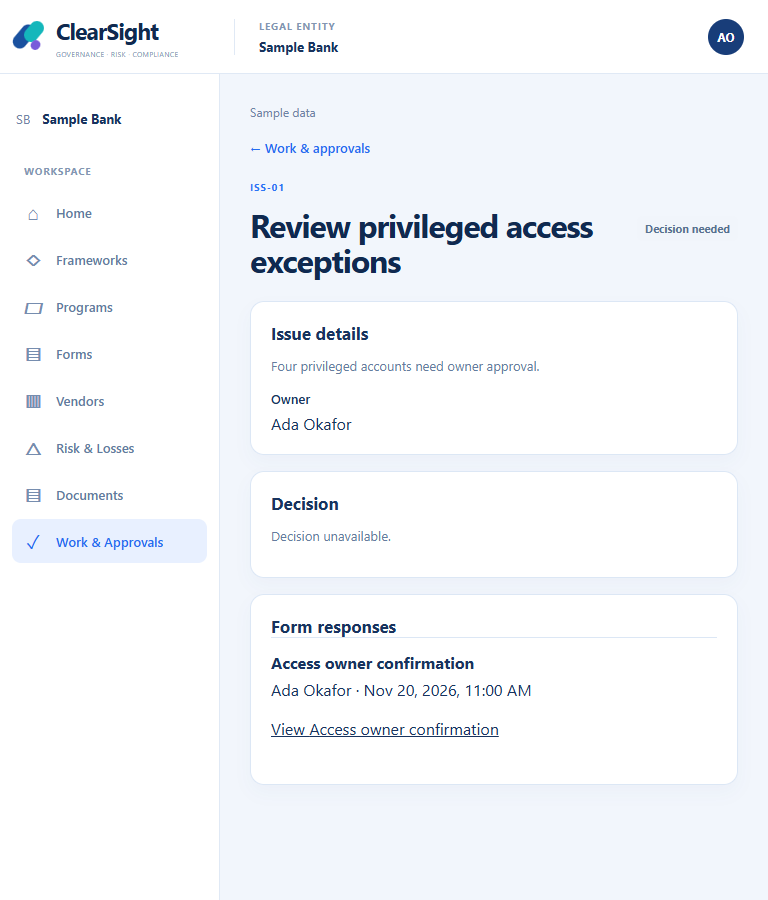 ClearSight
GOVERNANCE · RISK · COMPLIANCE
LEGAL ENTITY
Sample Bank
AO
SB Sample Bank
WORKSPACE
Home
Frameworks
Programs
Forms
Vendors
Risk & Losses
Documents
Work & Approvals
Sample data
← Work & approvals
ISS-01
Review privileged access
exceptions
Decision needed
Issue details
Four privileged accounts need owner approval.
Owner
Ada Okafor
Decision
Decision unavailable.
Form responses
Access owner confirmation
Ada Okafor · Nov 20, 2026, 11:00 AM
View Access owner confirmation